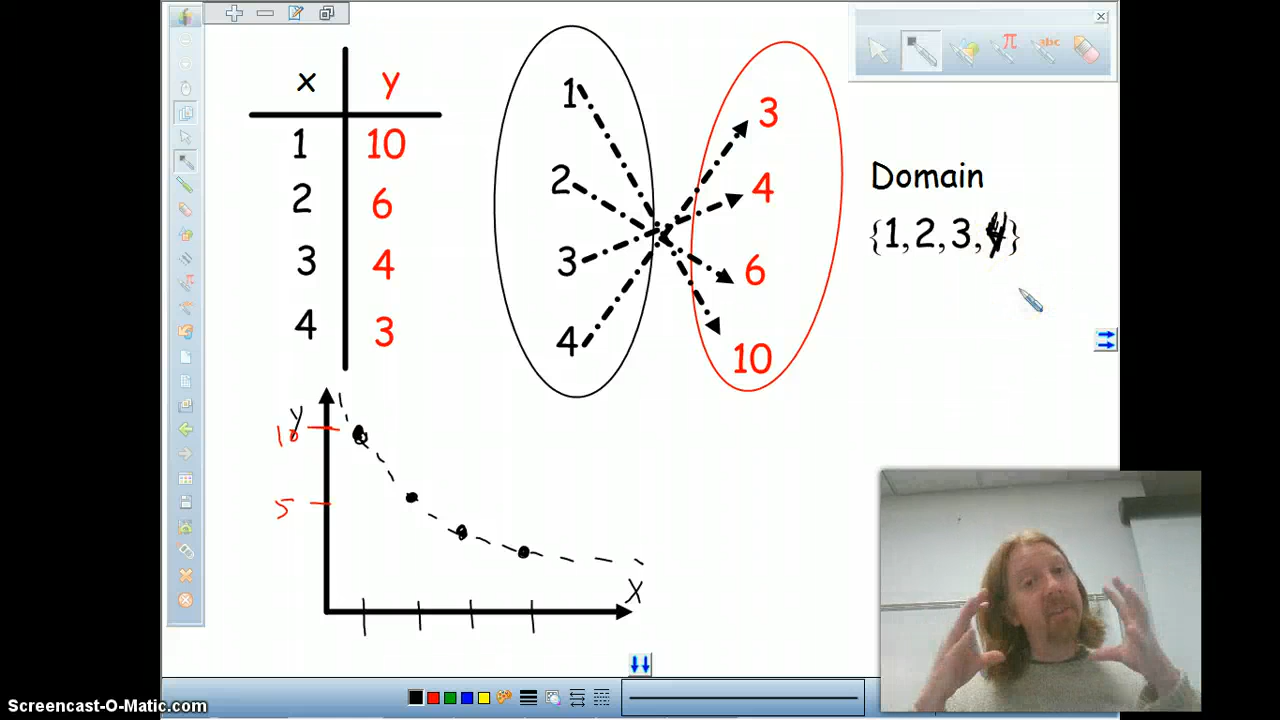 x y
1 10
2 6
3 4
4 3
1
2
3
4
3
4
6
10
Domain
{1,2,3,4}
y
10
5
x
π
abc
Screencast-O-Matic.com